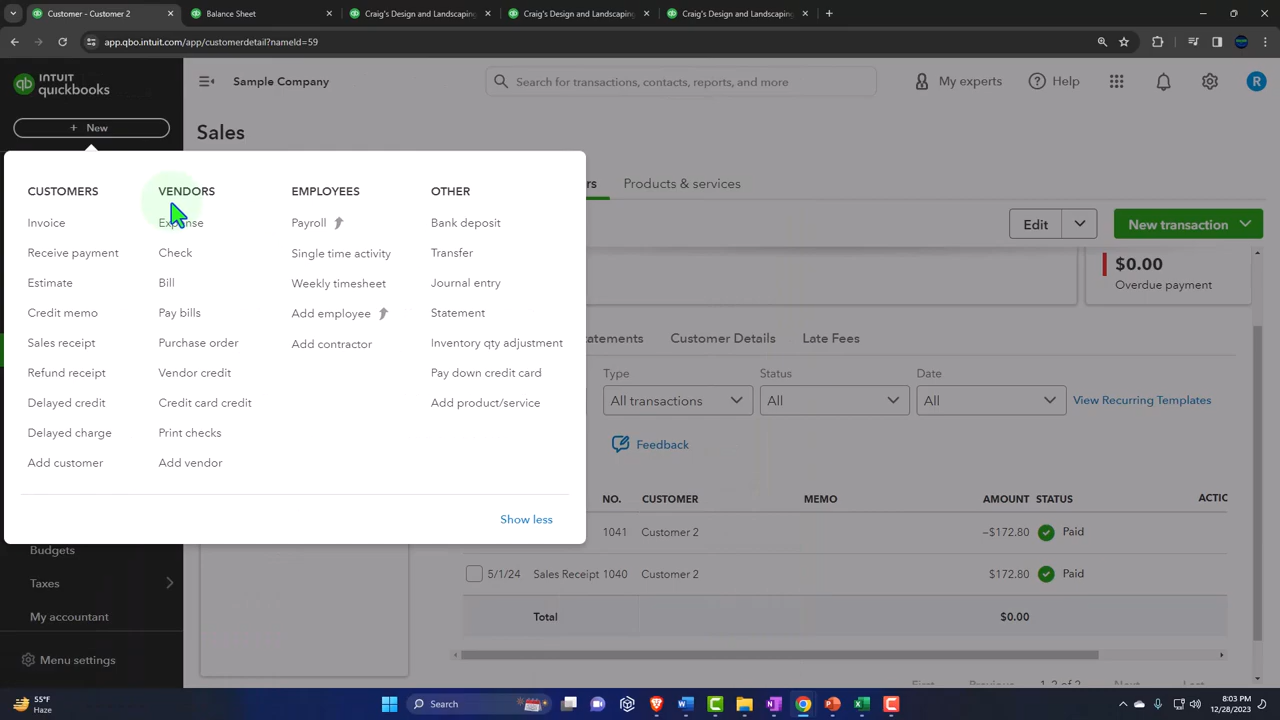 Customer - Customer 2
Balance Sheet
Craig's Design and Landscaping
Craig's Design and Landscaping
Craig's Design and Landscaping
app.qbo.intuit.com/app/customerdetail?nameId=59
INTUIT
quickbooks
Sample Company
Search for transactions, contacts, reports, and more
My experts
Help
R
+ New
Sales
CUSTOMERS
Invoice
Receive payment
Estimate
Credit memo
Sales receipt
Refund receipt
Delayed credit
Delayed charge
Add customer
VENDORS
Expense
Check
Bill
Pay bills
Purchase order
Vendor credit
Credit card credit
Print checks
Add vendor
EMPLOYEES
Payroll
Single time activity
Weekly timesheet
Add employee
Add contractor
OTHER
Bank deposit
Transfer
Journal entry
Statement
Inventory qty adjustment
Pay down credit card
Add product/service
Show less
rs
Products & services
Edit
New transaction
$0.00
Overdue payment
tements
Customer Details
Late Fees
Type
Status
Date
All transactions
All
All
View Recurring Templates
Feedback
NO. CUSTOMER MEMO AMOUNT STATUS ACTIC
1041 Customer 2 –$172.80 Paid
5/1/24 Sales Receipt 1040 Customer 2 $172.80 Paid
Total $0.00
Budgets
Taxes
My accountant
Menu settings
55°F
Haze
Search
8:03 PM
12/28/2023